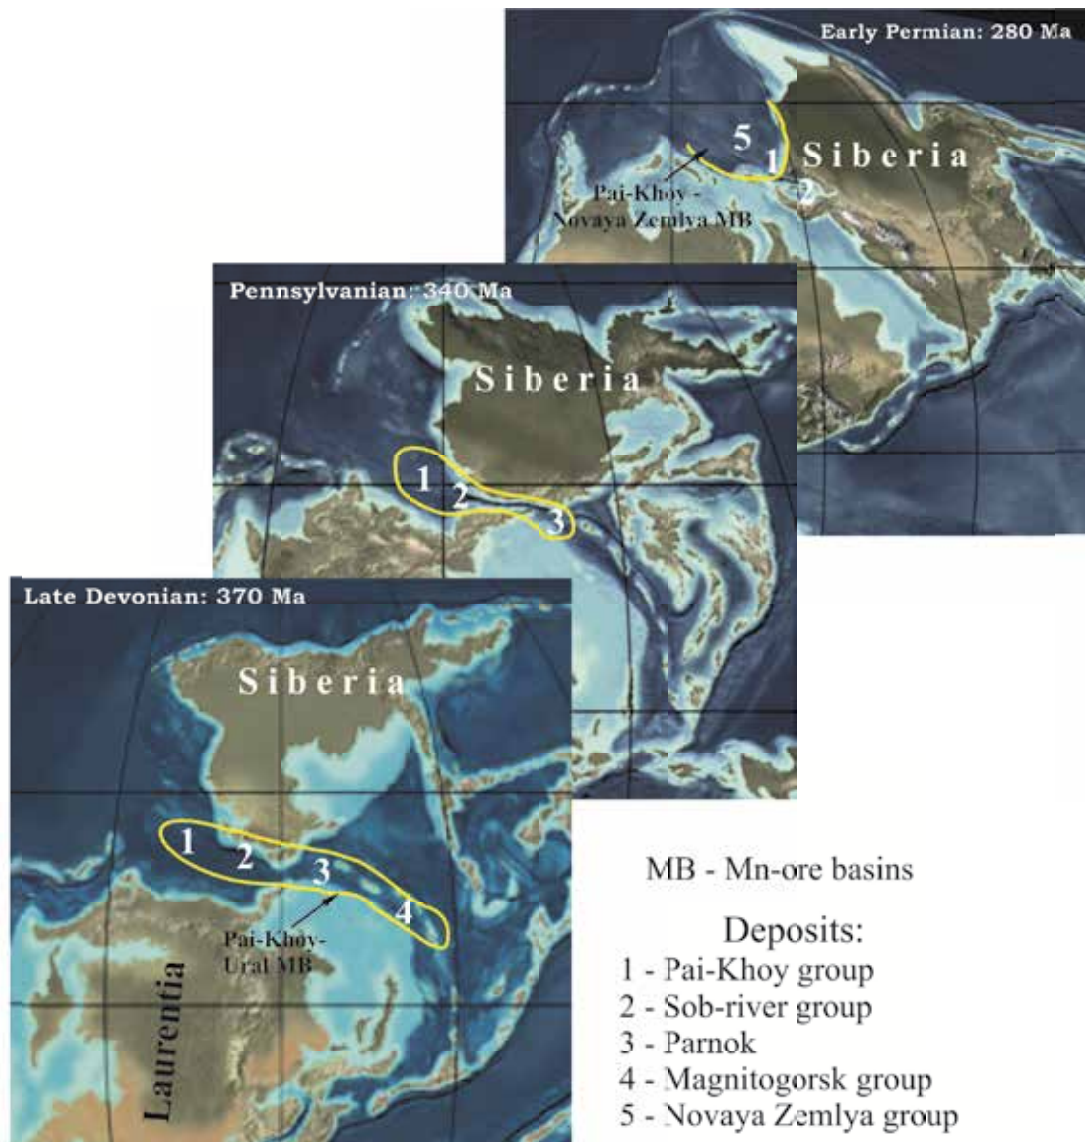 Early Permian: 280 Ma
5
1
Siberia
2
Pai-Khoy -
Novaya Zemlya MB
Pennsylvanian: 340 Ma
Siberia
1
2
3
Late Devonian: 370 Ma
Siberia
1
2
3
4
Pai-Khoy-
Ural MB
Laurentia
MB - Mn-ore basins
Deposits:
1 - Pai-Khoy group
2 - Sob-river group
3 - Parnok
4 - Magnitogorsk group
5 - Novaya Zemlya group